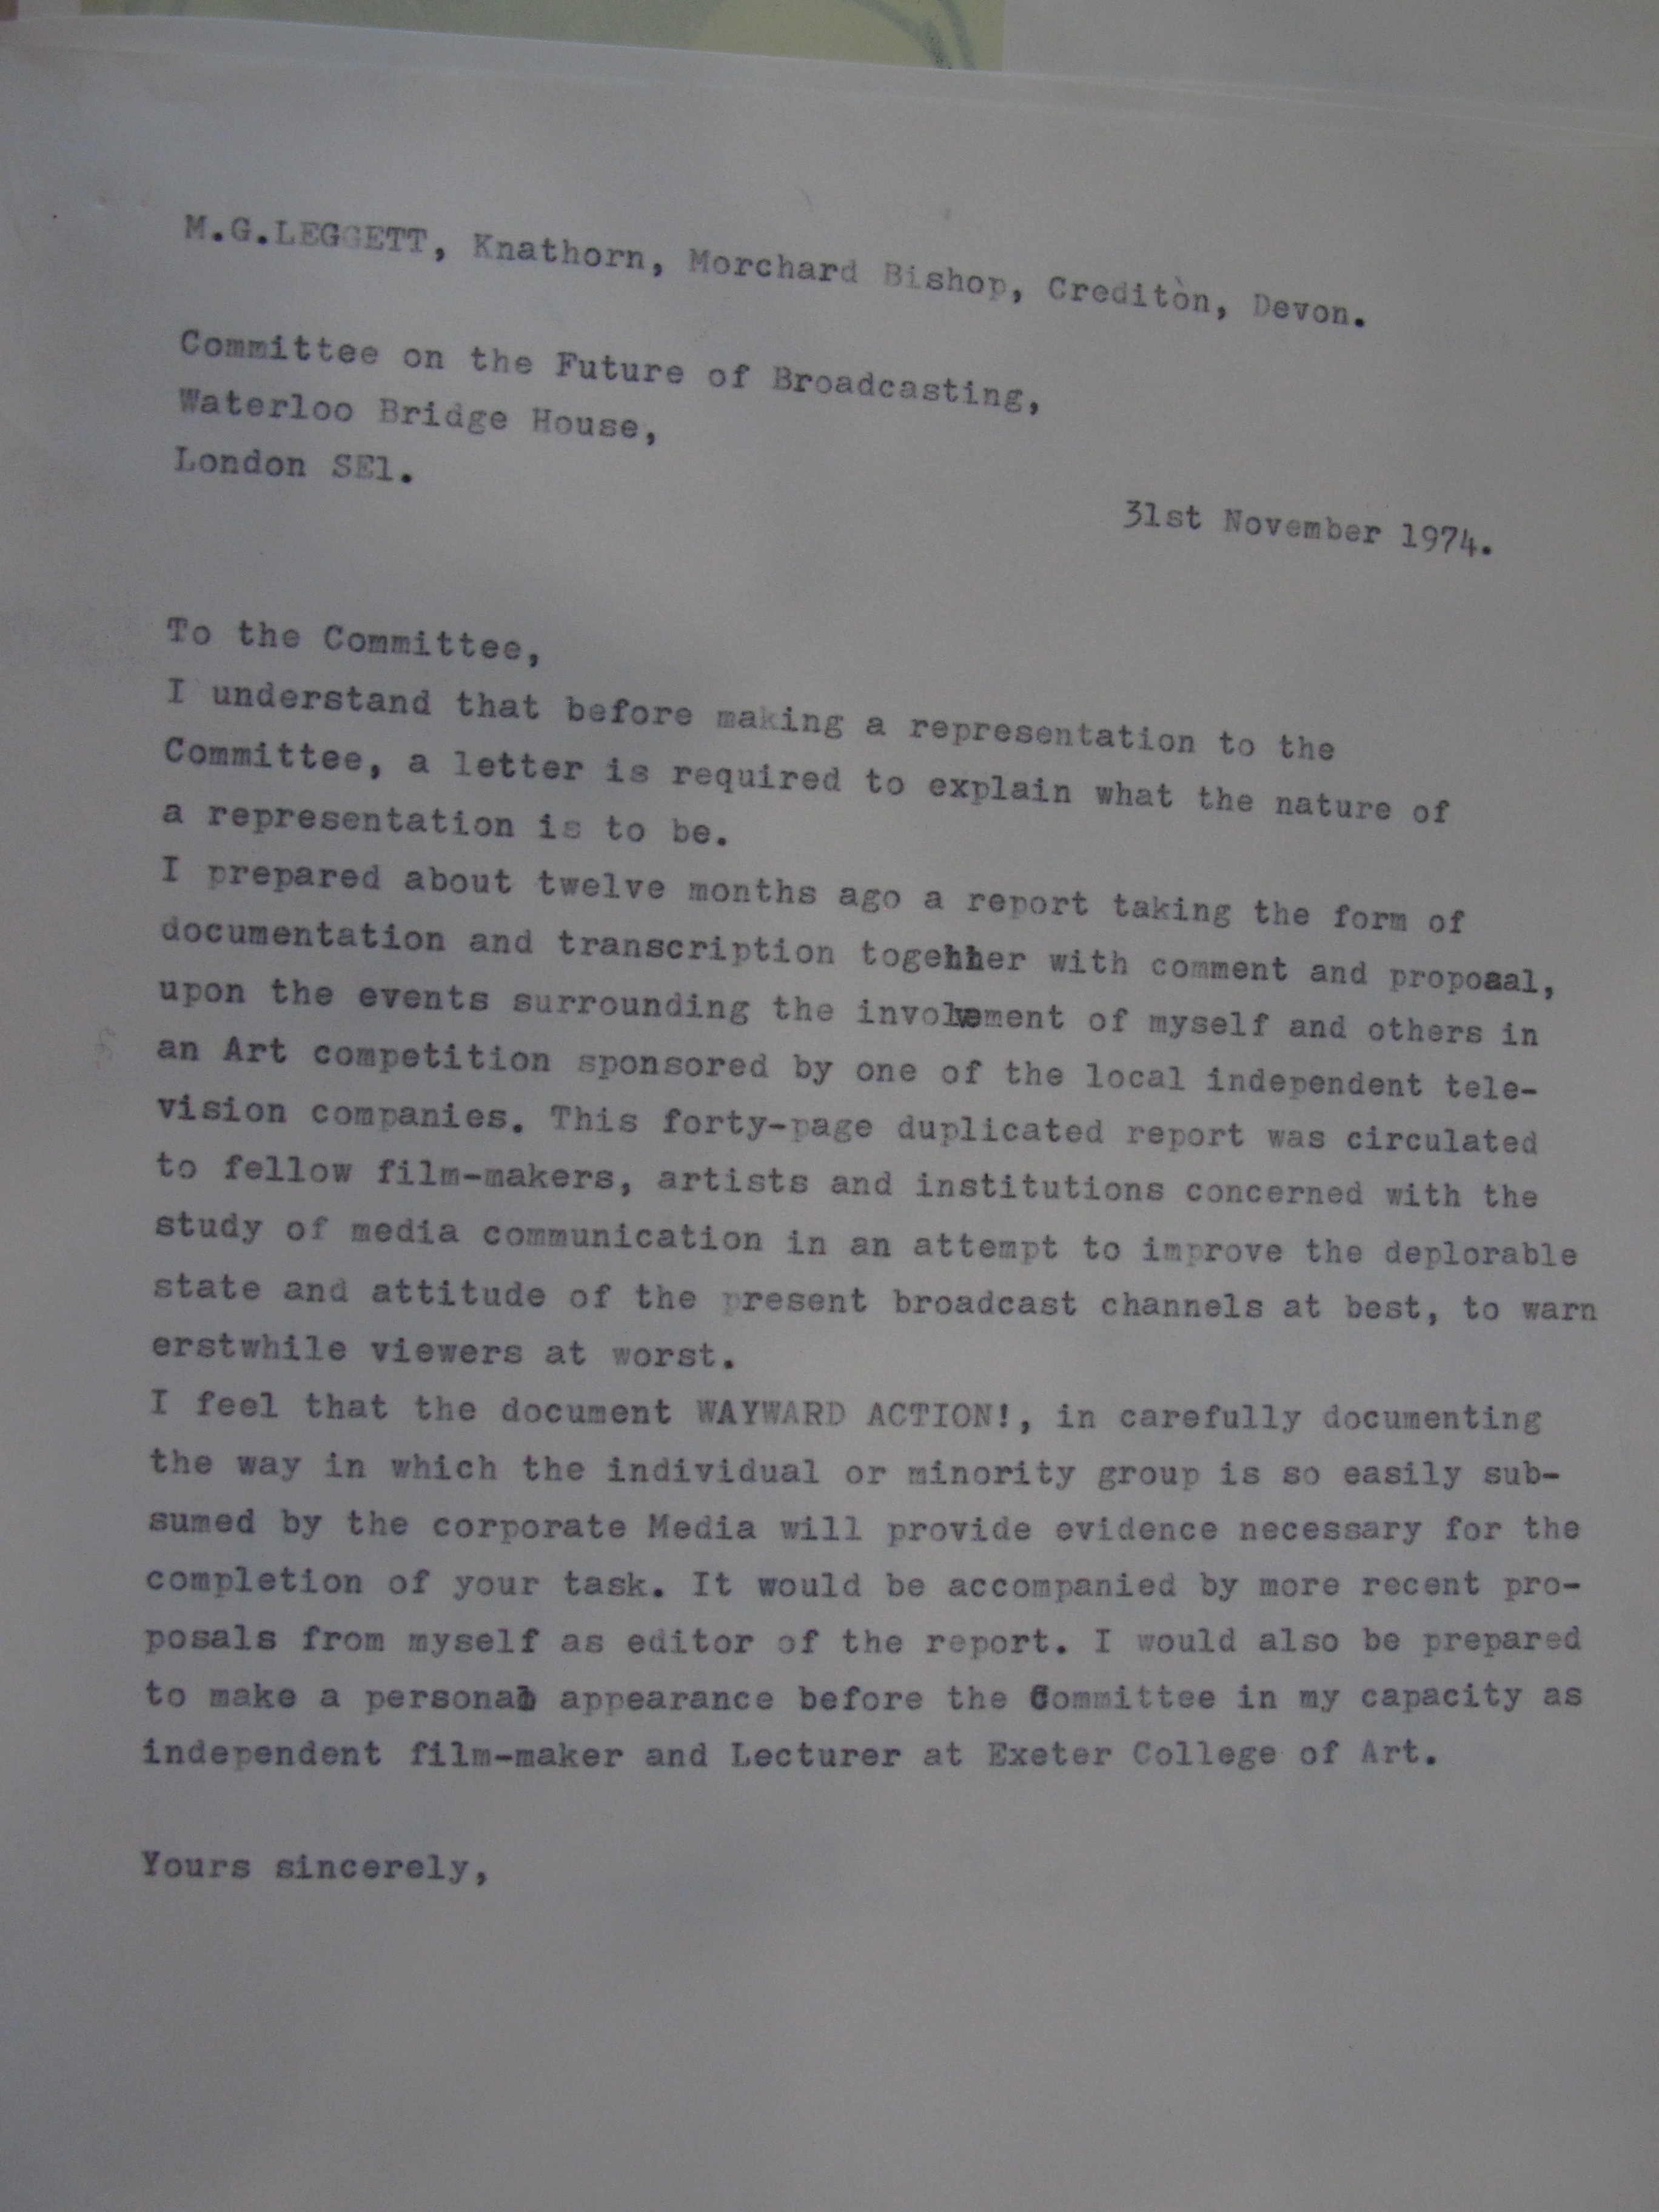 M.G.LEGGETT, Knathorn, Morchard Bishop, Crediton, Devon.
Committee on the Future of Broadcasting,
Waterloo Bridge House,
London SE1.
31st November 1974.
To the Committee,
I understand that before making a representation to the
Committee, a letter is required to explain what the nature of
a representation is to be.
I prepared about twelve months ago a report taking the form of
documentation and transcription together with comment and proposal,
upon the events surrounding the involvement of myself and others in
an Art competition sponsored by one of the local independent tele-
vision companies. This forty-page duplicated report was circulated
to fellow film-makers, artists and institutions concerned with the
study of media communication in an attempt to improve the deplorable
state and attitude of the present broadcast channels at best, to warn
erstwhile viewers at worst.
I feel that the document WAYWARD ACTION!, in carefully documenting
the way in which the individual or minority group is so easily sub-
sumed by the corporate Media will provide evidence necessary for the
completion of your task. It would be accompanied by more recent pro-
posals from myself as editor of the report. I would also be prepared
to make a personal appearance before the Committee in my capacity as
independent film-maker and Lecturer at Exeter College of Art.
Yours sincerely,